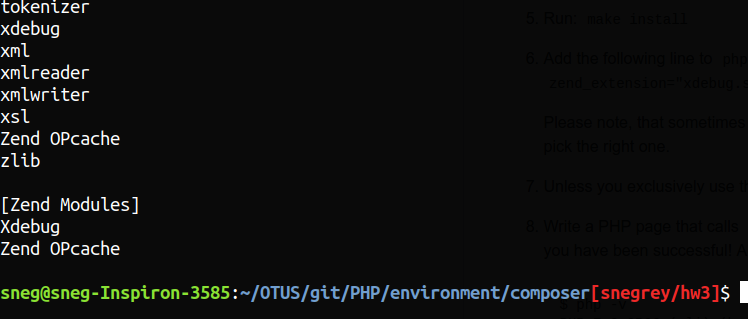 tokenizer
xdebug
xml
xmlreader
xmlwriter
xsl
Zend OPcache
zlib
[Zend Modules]
Xdebug
Zend OPcache
sneg@sneg-Inspiron-3585:~/OTUS/git/PHP/environment/composer[snegrey/hw3]$
5. Run: make install
6. Add the following line to php
zend_extension="xdebug.
Please note, that sometimes
pick the right one.
7. Unless you exclusively use
8. Write a PHP page that calls
you have been successful! A